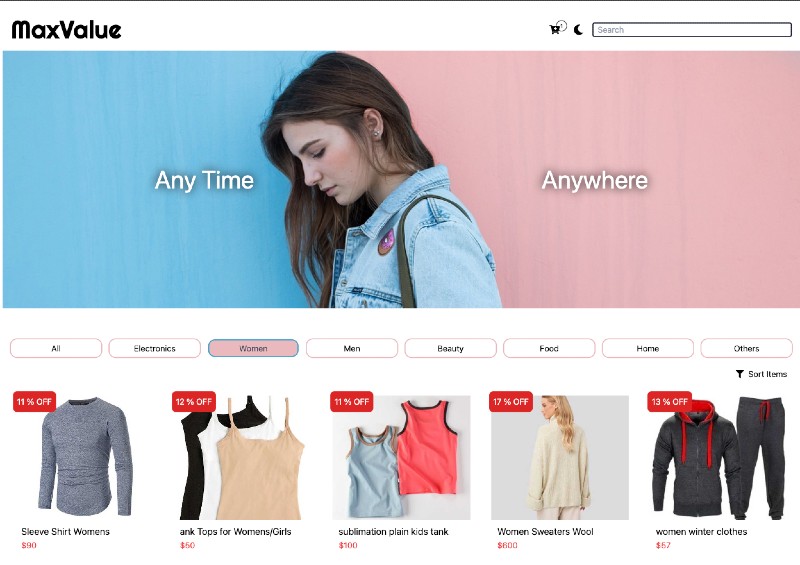 MaxValue
1
Search
Any Time
Anywhere
All
Electronics
Women
Men
Beauty
Food
Home
Others
Sort Items
11 % OFF
12 % OFF
11 % OFF
17 % OFF
13 % OFF
Sleeve Shirt Womens
ank Tops for Womens/Girls
sublimation plain kids tank
Women Sweaters Wool
women winter clothes
$90
$50
$100
$600
$57